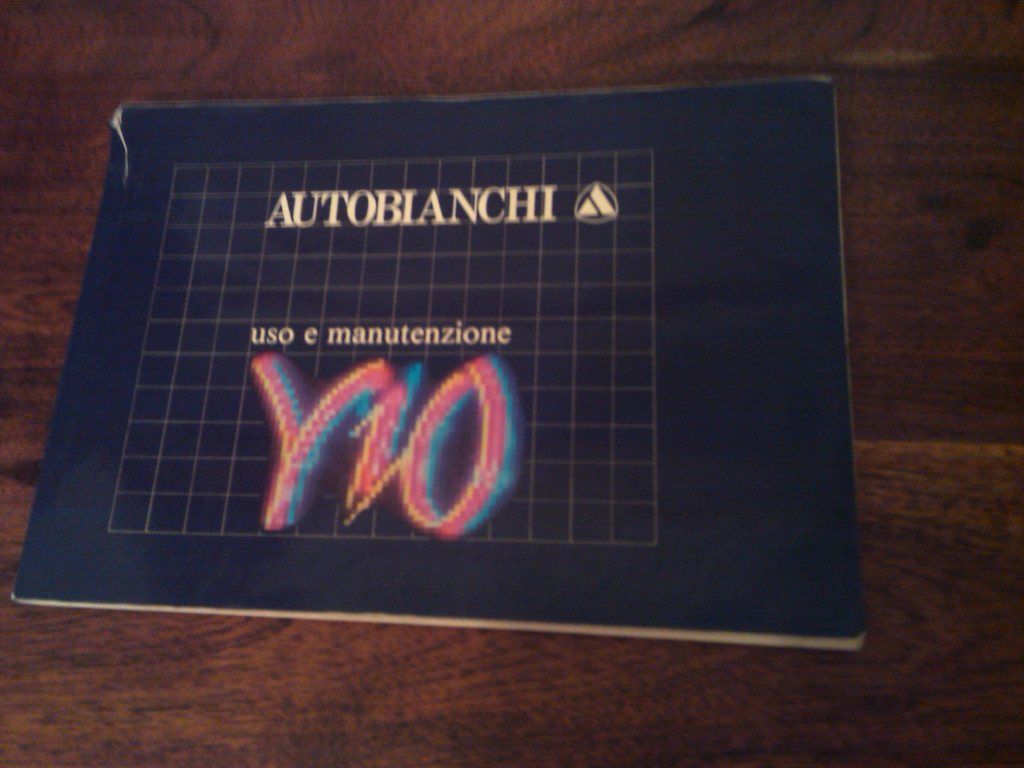 AUTOBIANCHI
uso e manutenzione
Y10